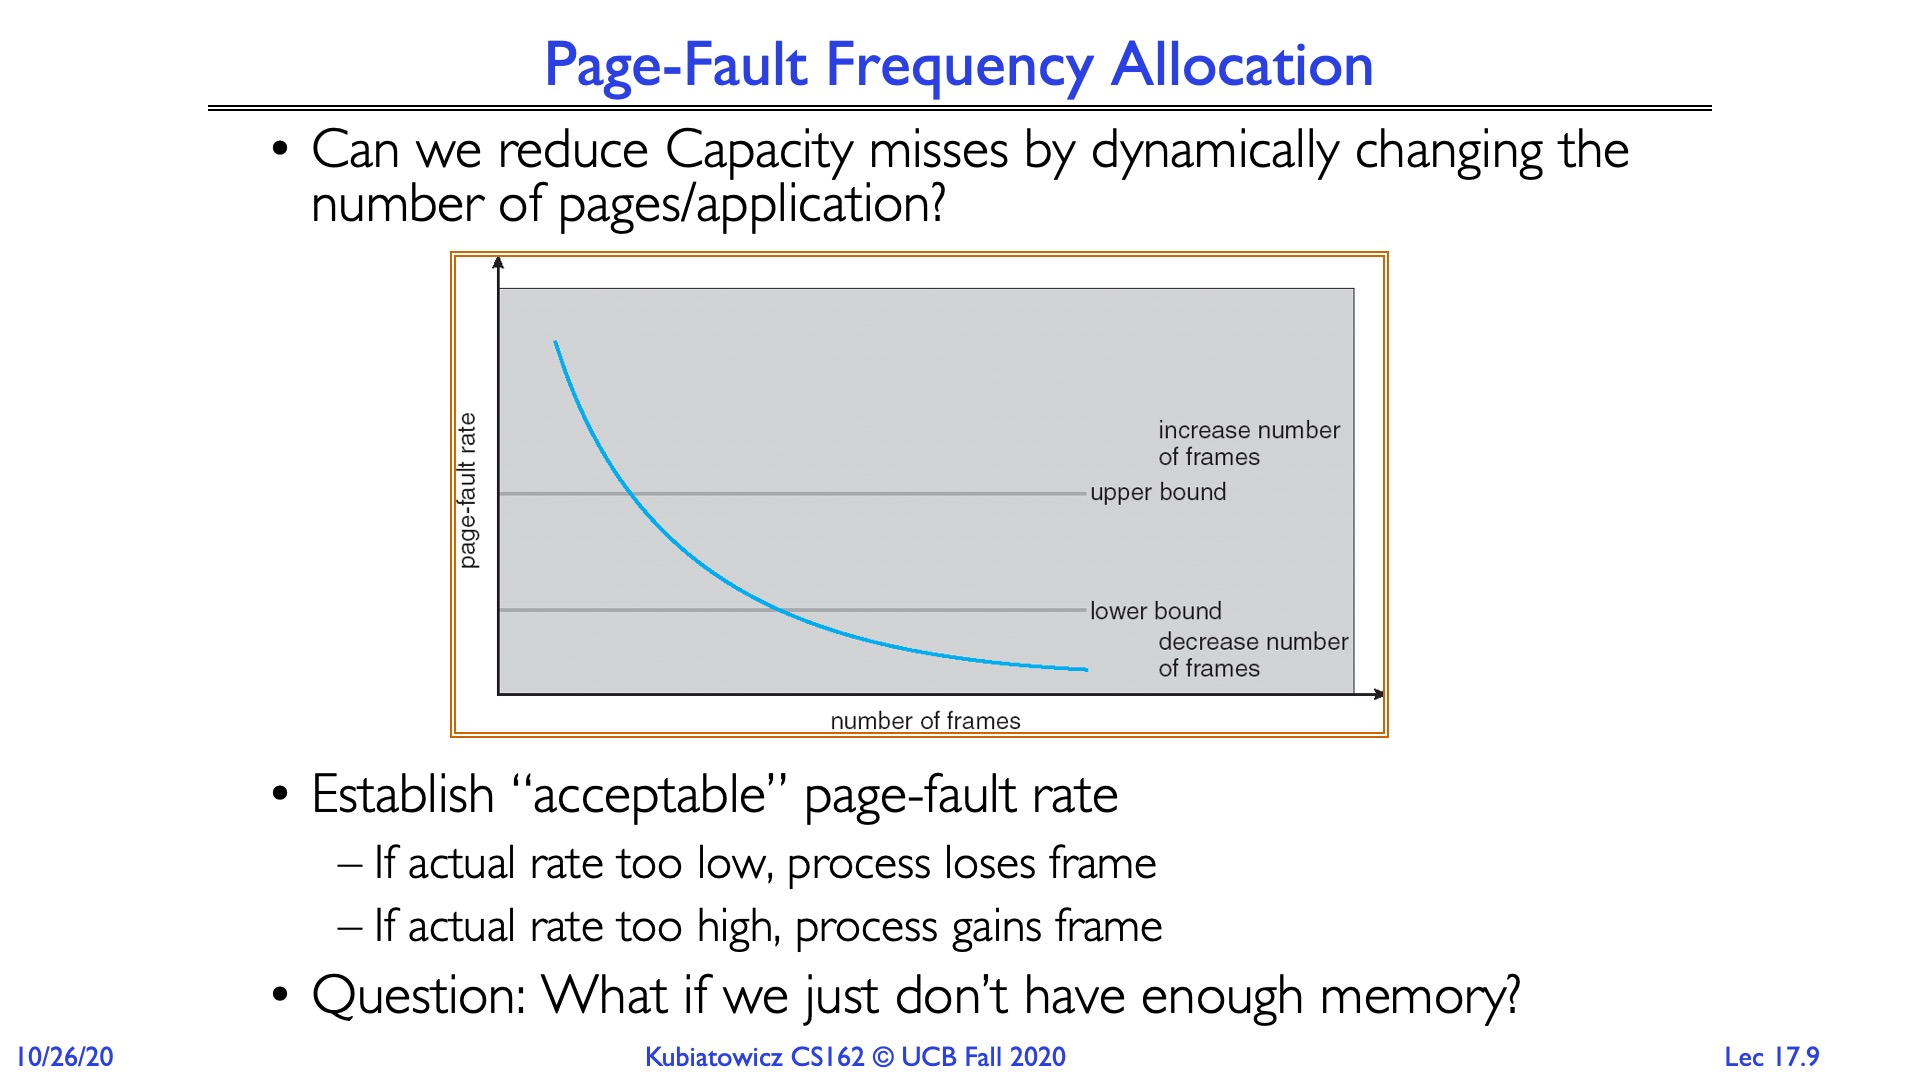 Page-Fault Frequency Allocation
• Can we reduce Capacity misses by dynamically changing the
number of pages/application?
page-fault rate
increase number
of frames
upper bound
lower bound
decrease number
of frames
number of frames
• Establish “acceptable” page-fault rate
– If actual rate too low, process loses frame
– If actual rate too high, process gains frame
• Question: What if we just don’t have enough memory?
10/26/20
Kubiatowicz CS162 © UCB Fall 2020
Lec 17.9